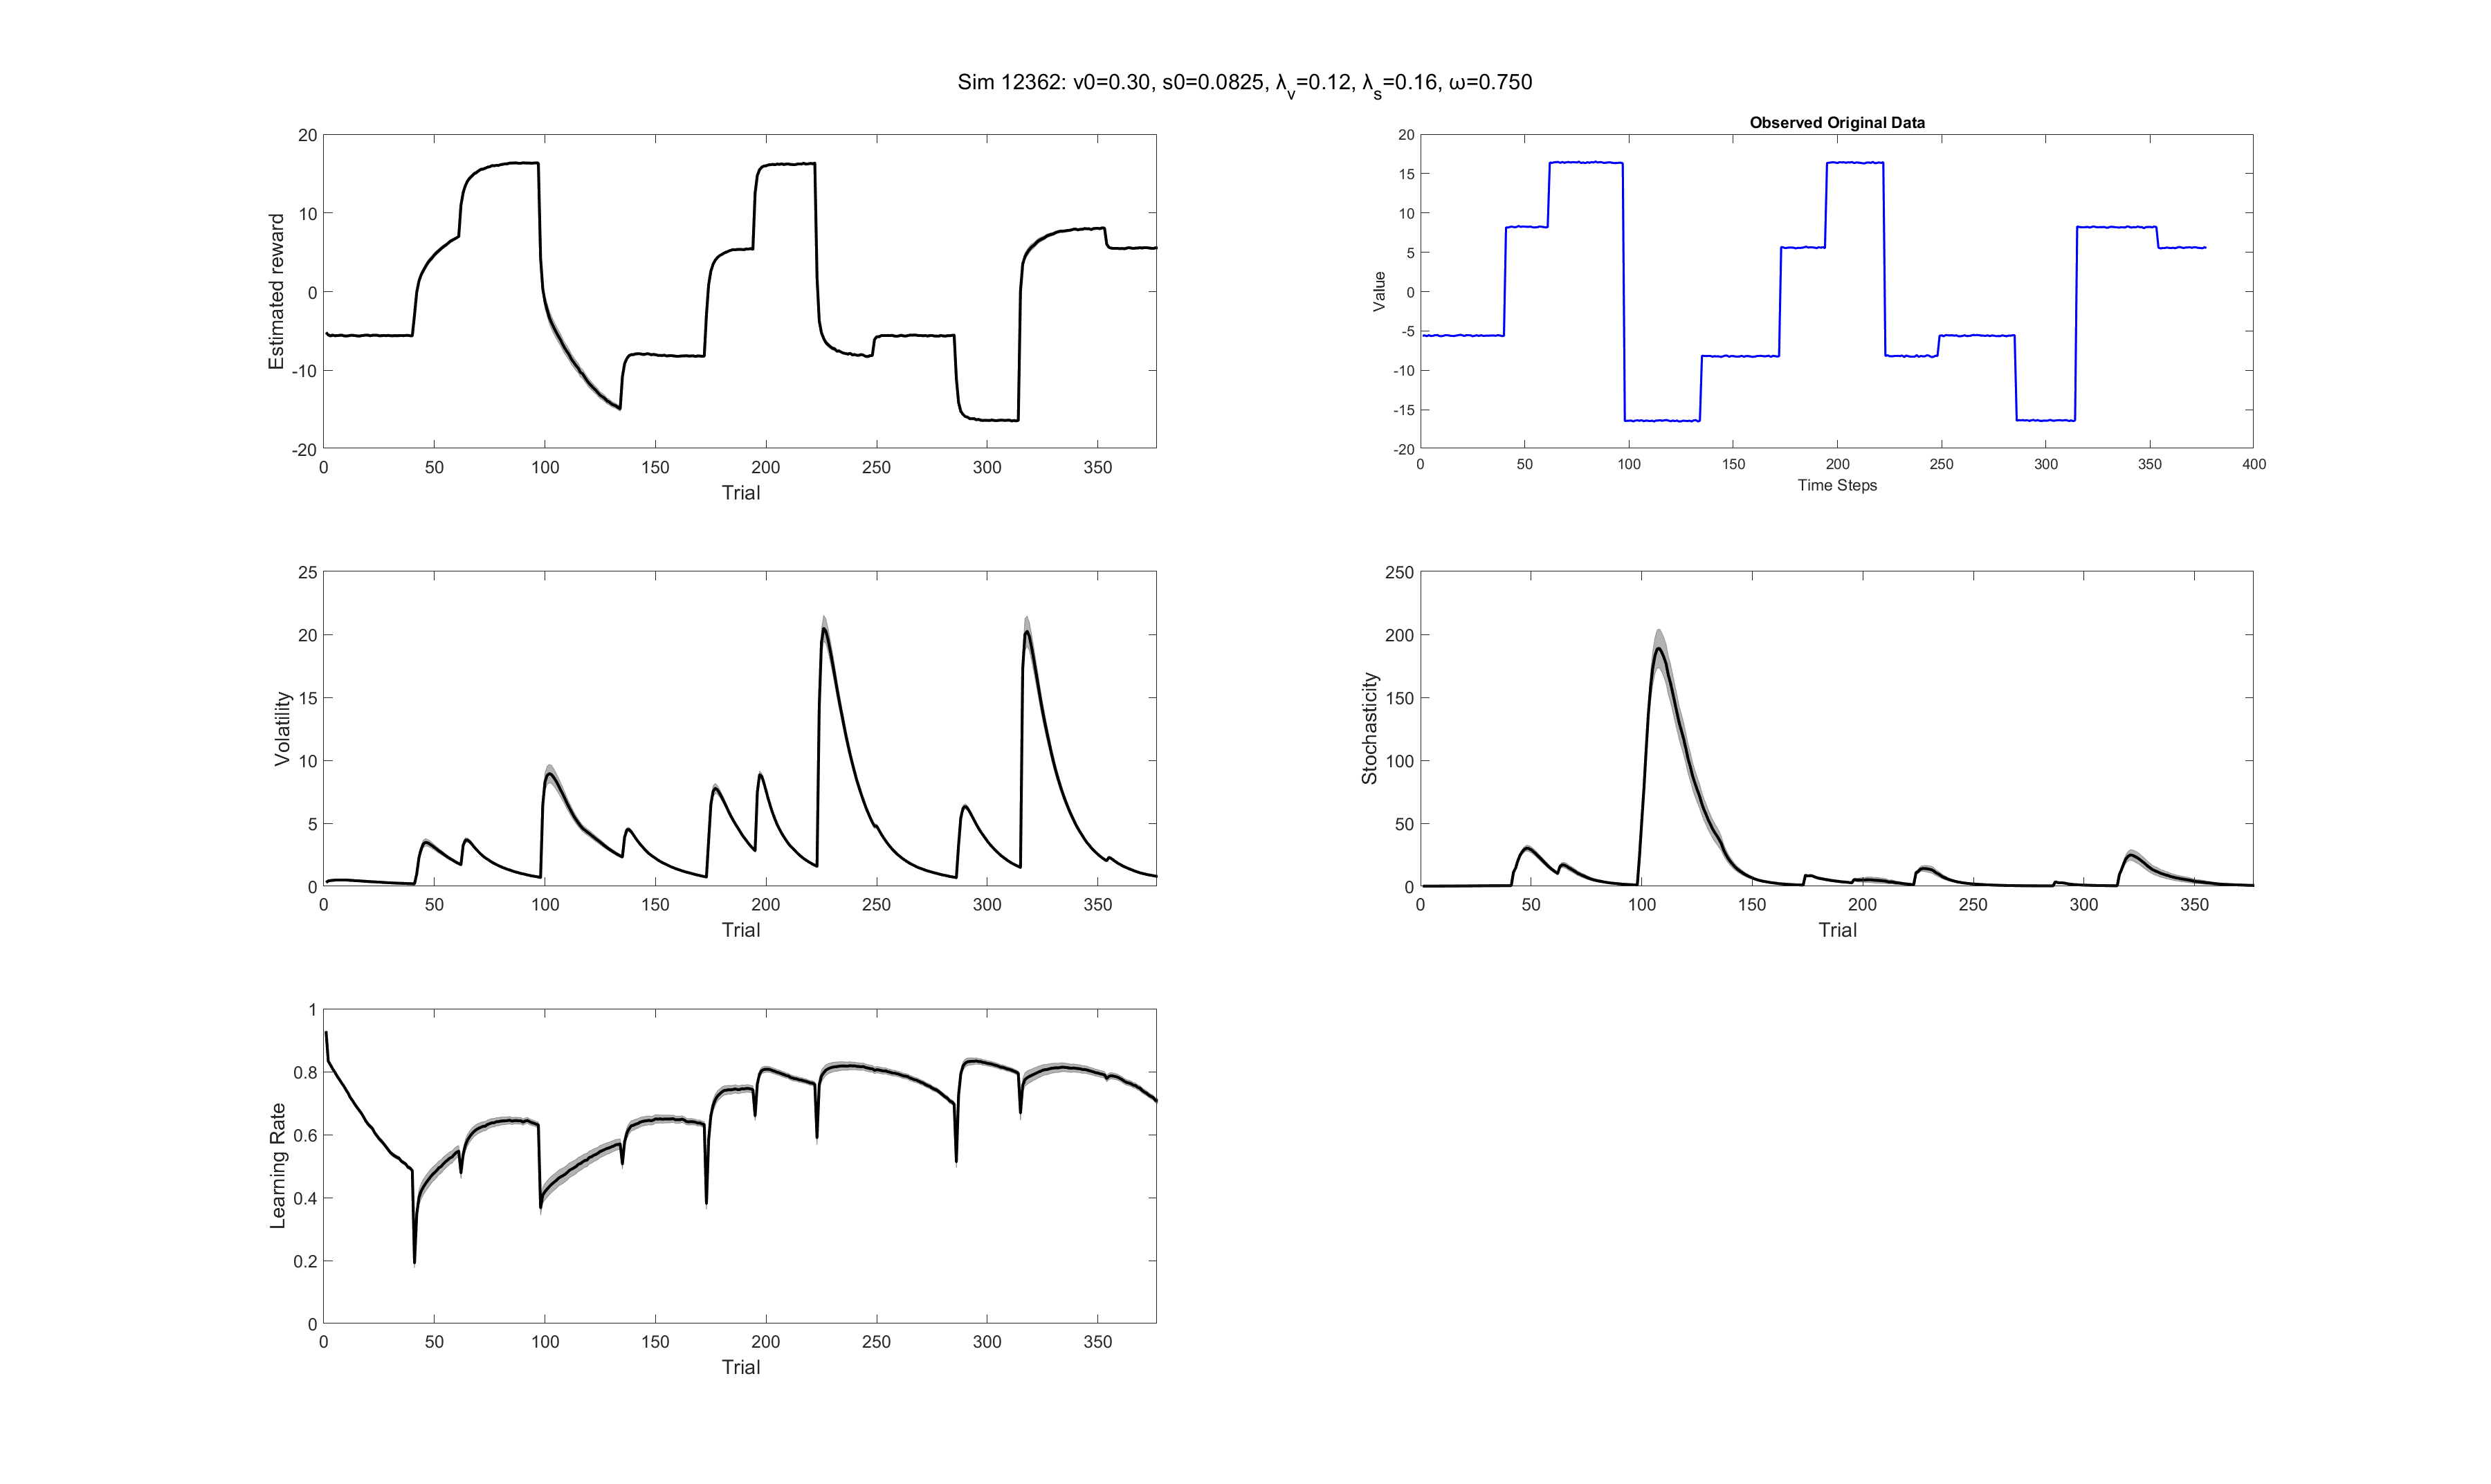 Sim 12362: v0=0.30, s0=0.0825, λv=0.12, λs=0.16, ω=0.750
20
10
0
-10
-20
Estimated reward
0 50 100 150 200 250 300 350
Trial
Observed Original Data
20
15
10
5
0
-5
-10
-15
-20
Value
0 50 100 150 200 250 300 350 400
Time Steps
25
20
15
10
5
0
Volatility
0 50 100 150 200 250 300 350
Trial
250
200
150
100
50
0
Stochasticity
0 50 100 150 200 250 300 350
Trial
1
0.8
0.6
0.4
0.2
0
Learning Rate
0 50 100 150 200 250 300 350
Trial